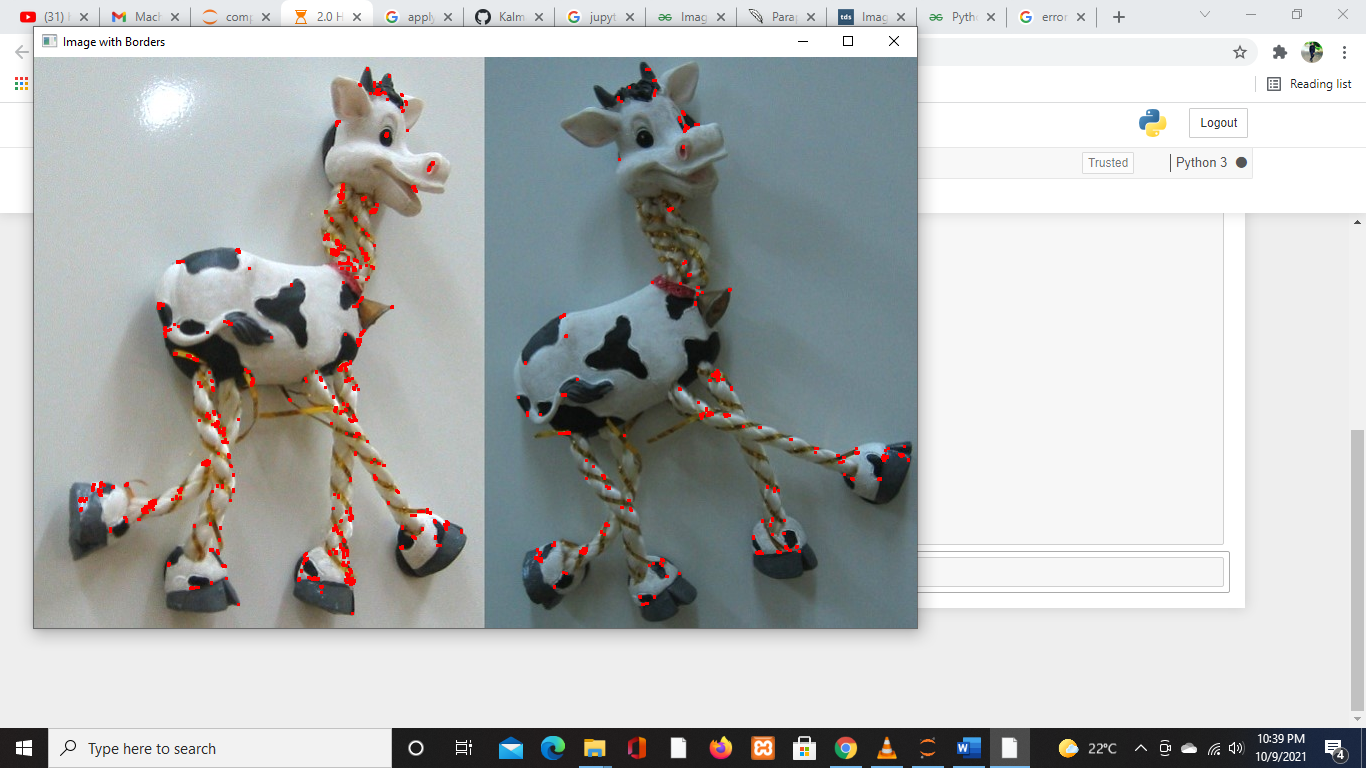 (31)
Mach
comp
2.0 H
apply
Kalm
jupyt
Imag
Para
tds
Imag
Pyth
error
Image with Borders
Reading list
Logout
Trusted
Python 3
Type here to search
22°C
10:39 PM
10/9/2021
4